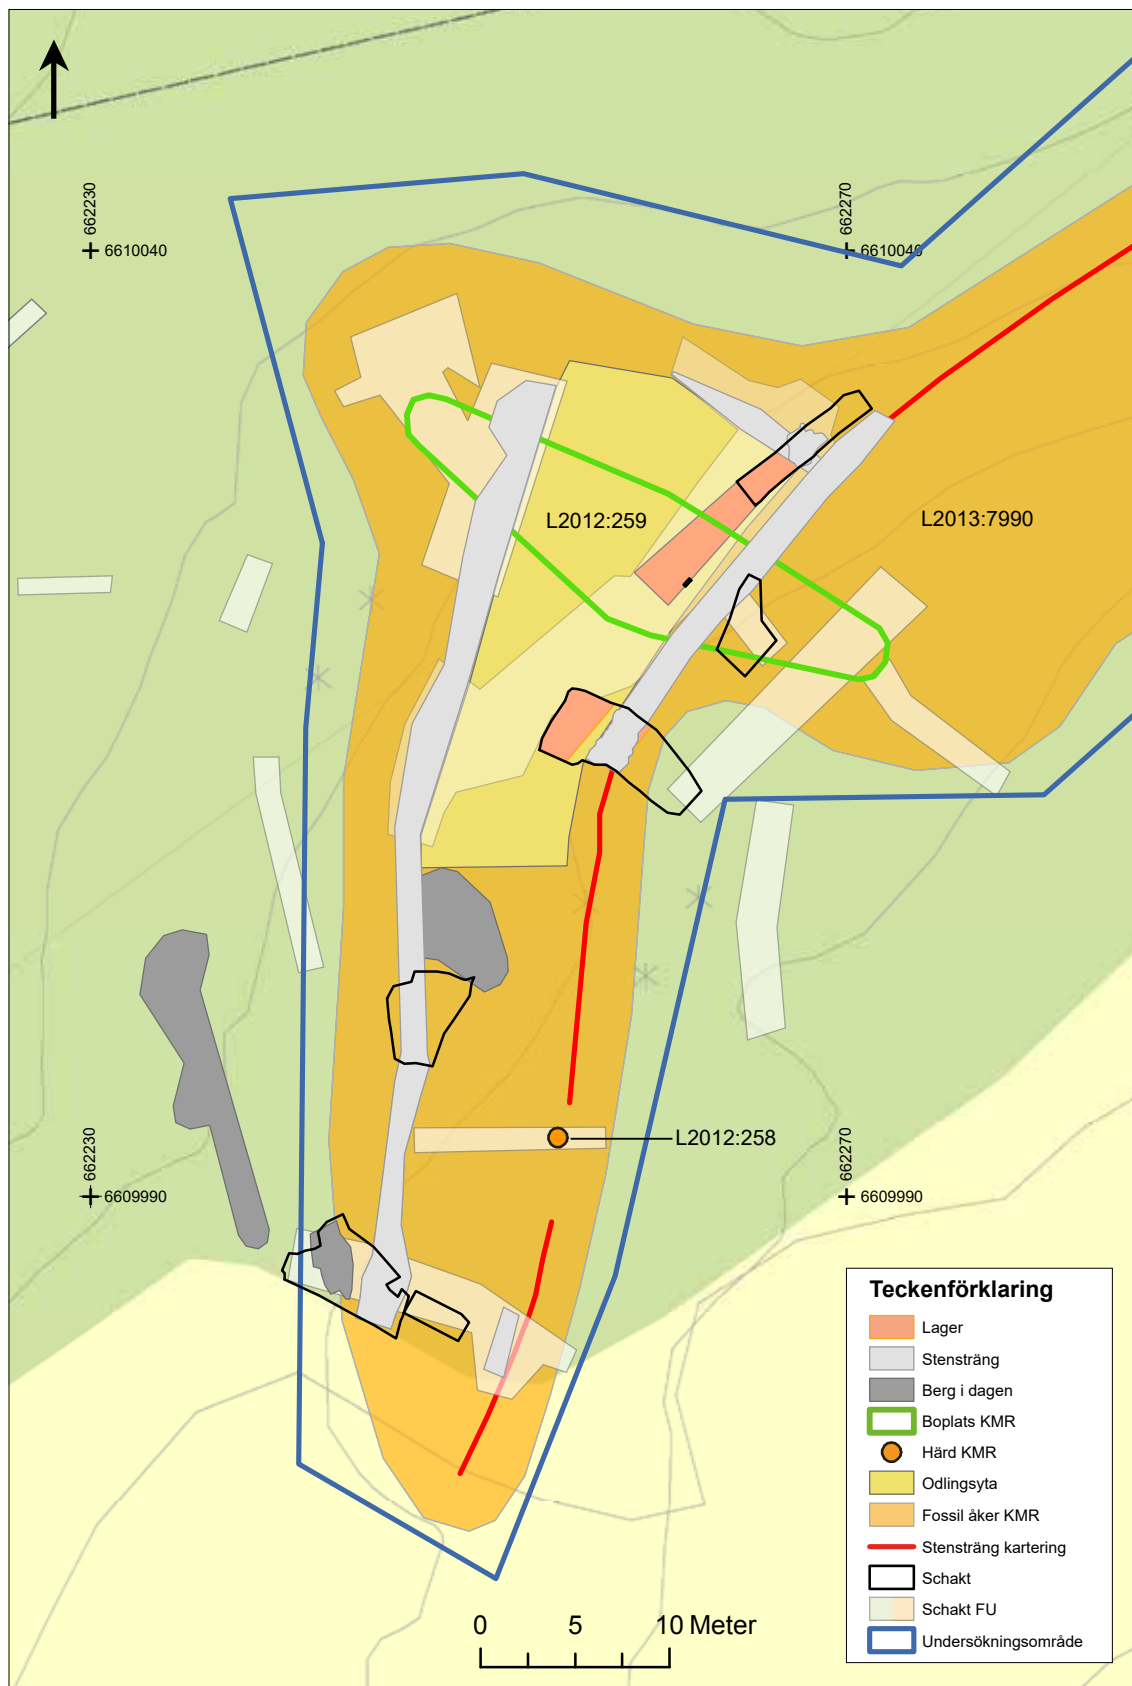 662230
6610040
662270
6610040
L2012:259
L2013:7990
L2012:258
662230
6609990
662270
6609990
Teckenförklaring
Lager
Stensträng
Berg i dagen
Boplats KMR
Härd KMR
Odlingsyta
Fossil åker KMR
Stensträng kartering
Schakt
Schakt FU
Undersökningsområde
0 5 10 Meter